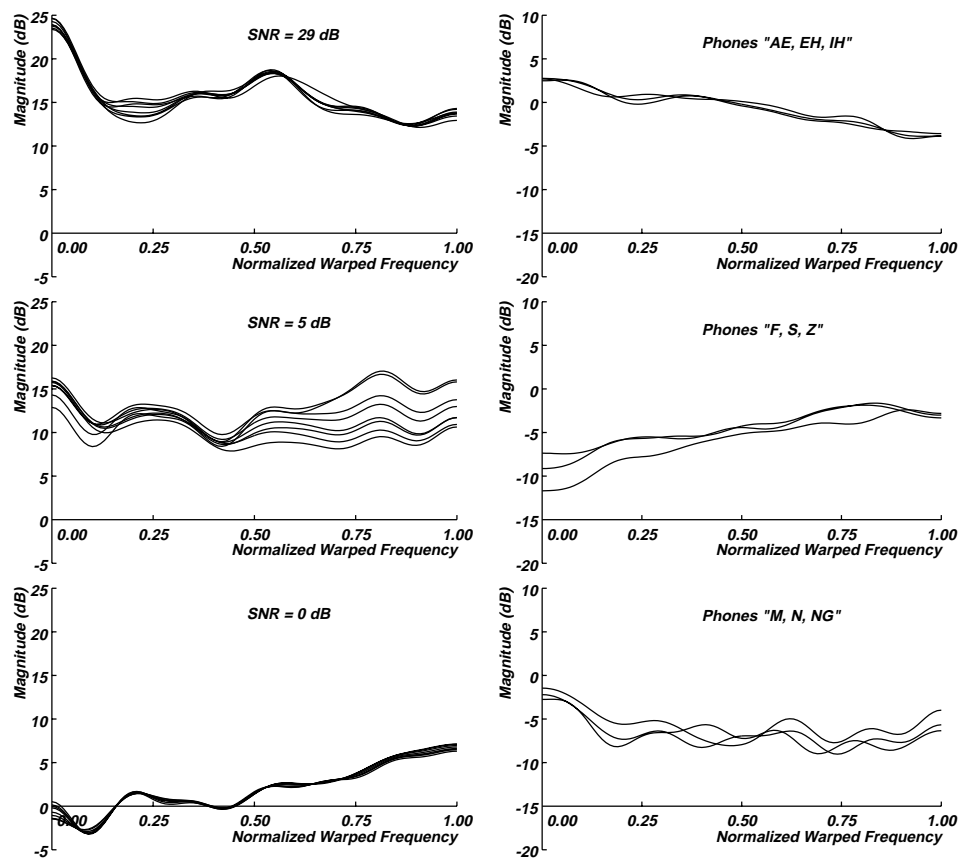 Magnitude (dB)
25
20
15
10
5
0
-5
SNR = 29 dB
0.00 0.25 0.50 0.75 1.00
Normalized Warped Frequency
Magnitude (dB)
10
5
0
-5
-10
-15
-20
Phones "AE, EH, IH"
0.00 0.25 0.50 0.75 1.00
Normalized Warped Frequency
Magnitude (dB)
25
20
15
10
5
0
-5
SNR = 5 dB
0.00 0.25 0.50 0.75 1.00
Normalized Warped Frequency
Magnitude (dB)
10
5
0
-5
-10
-15
-20
Phones "F, S, Z"
0.00 0.25 0.50 0.75 1.00
Normalized Warped Frequency
Magnitude (dB)
25
20
15
10
5
0
-5
SNR = 0 dB
0.00 0.25 0.50 0.75 1.00
Normalized Warped Frequency
Magnitude (dB)
10
5
0
-5
-10
-15
-20
Phones "M, N, NG"
0.00 0.25 0.50 0.75 1.00
Normalized Warped Frequency